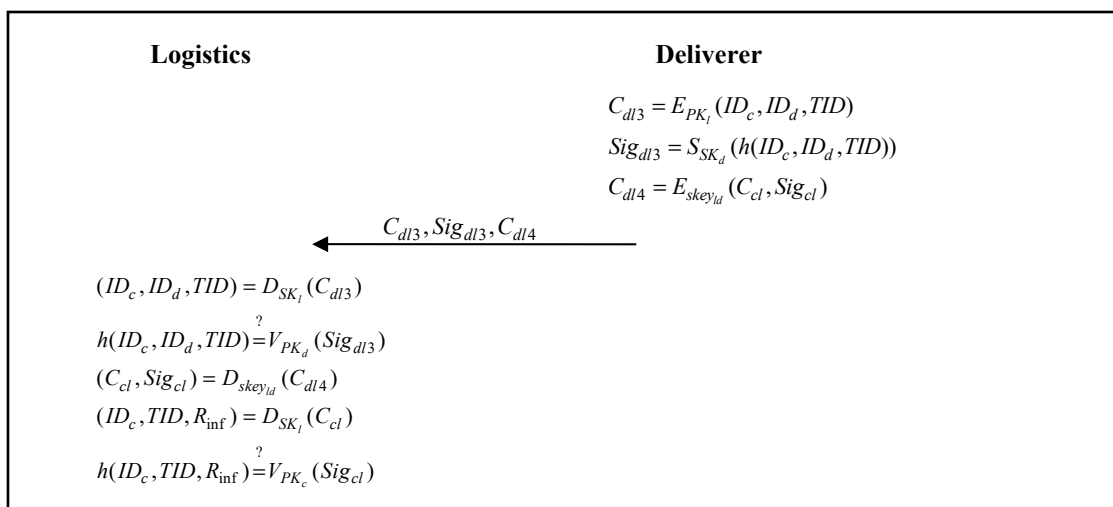 Logistics Deliverer
C_{dl3} = E_{PK_l}(ID_c, ID_d, TID)
Sig_{dl3} = S_{SK_d}(h(ID_c, ID_d, TID))
C_{dl4} = E_{skey_{ld}}(C_{cl}, Sig_{cl})
C_{dl3}, Sig_{dl3}, C_{dl4}
(ID_c, ID_d, TID) = D_{SK_l}(C_{dl3})
h(ID_c, ID_d, TID) \stackrel{?}{=} V_{PK_d}(Sig_{dl3})
(C_{cl}, Sig_{cl}) = D_{skey_{ld}}(C_{dl4})
(ID_c, TID, R_{inf}) = D_{SK_l}(C_{cl})
h(ID_c, TID, R_{inf}) \stackrel{?}{=} V_{PK_c}(Sig_{cl})